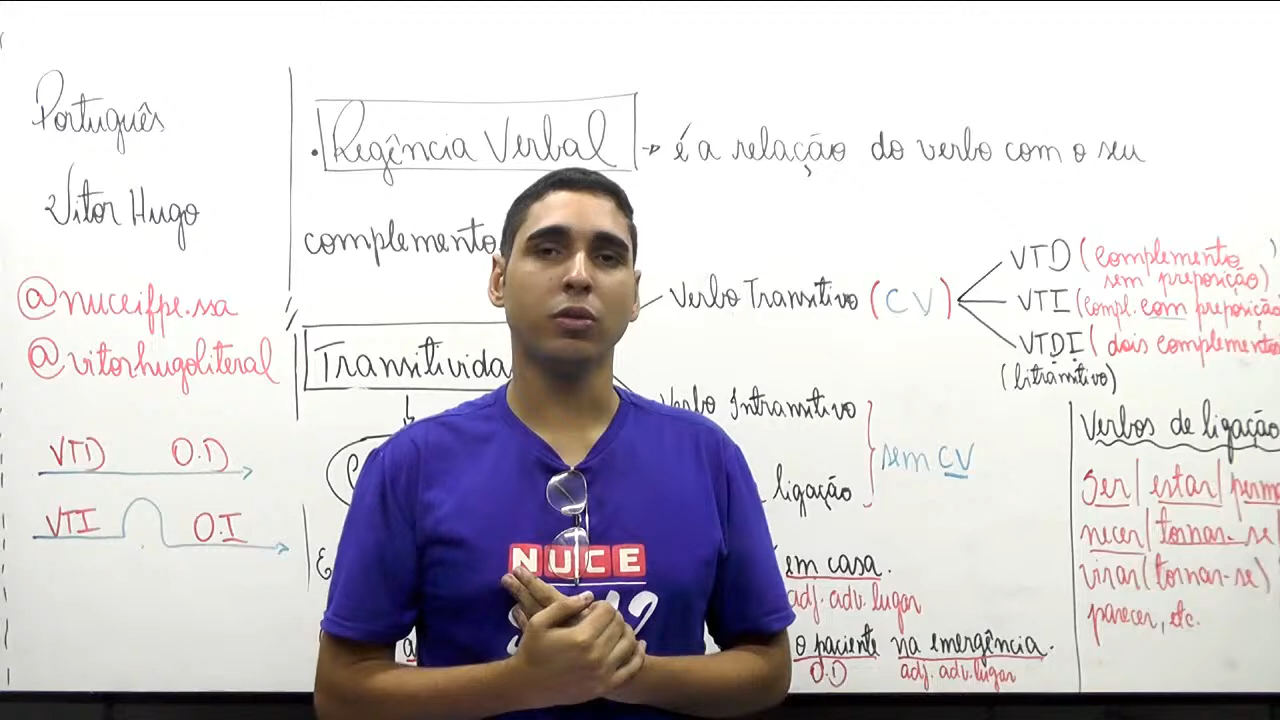 Português
Vitor Hugo
@nuceifpe.ssa
@vitorhugoliteral
VTD O.D
VTI O.I
. Regência Verbal → é a relação do verbo com o seu
complemento
Transitivida
Verbo Transitivo (CV)
VTD (complemento
sem preposição)
VTI (compl. com preposição
VTDI (dois complemento
(bitransitivo)
Verbo Intransitivo
ligação
sem CV
em casa.
adj. adv. lugar
o paciente na emergência.
O.D adj. adv. lugar
Verbos de ligação
Ser / estar / perma
necer / tornar-se /
virar (tornar-se)
parecer, etc.
NUCE